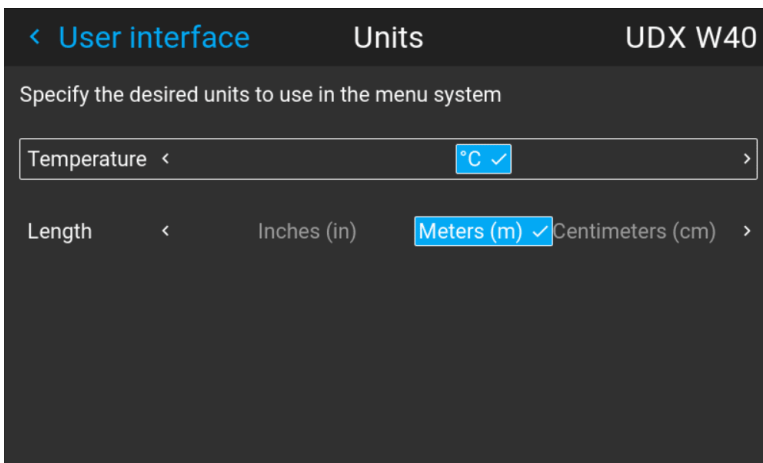 ‹ User interface Units UDX W40
Specify the desired units to use in the menu system
Temperature ‹ °C ✓ ›
Length ‹ Inches (in) Meters (m) ✓ Centimeters (cm) ›